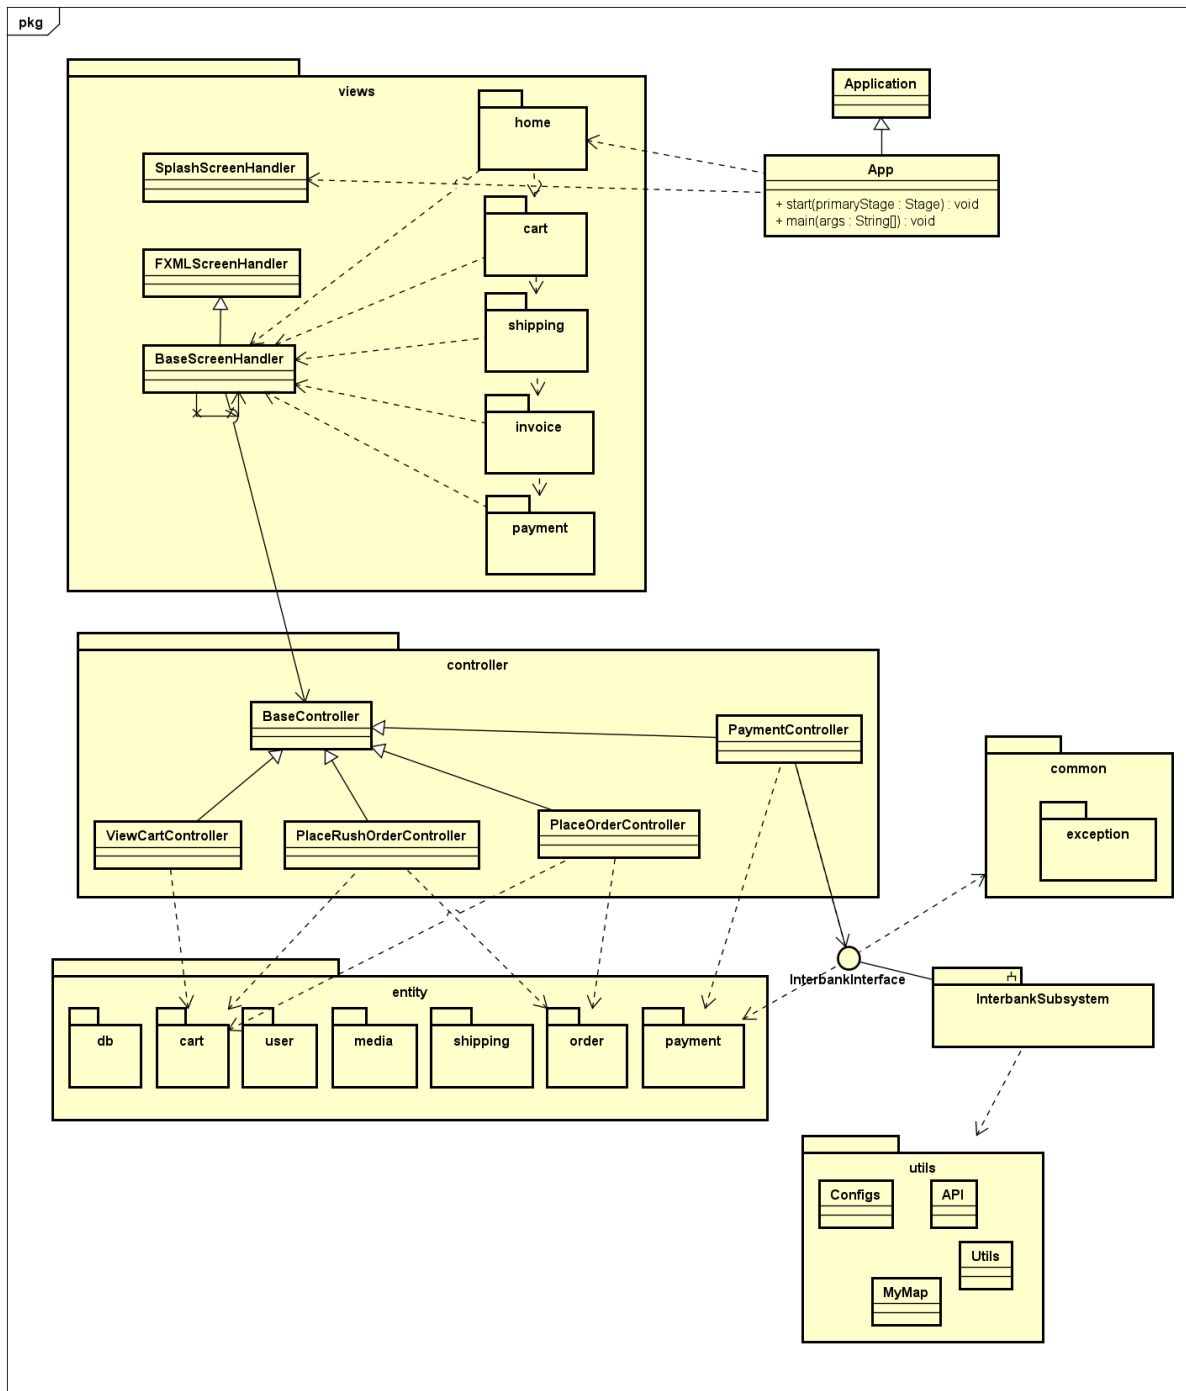 pkg
views
home
SplashScreenHandler
cart
FXMLScreenHandler
shipping
BaseScreenHandler
invoice
payment
Application
App
+ start(primaryStage : Stage) : void
+ main(args : String[]) : void
controller
BaseController
PaymentController
ViewCartController
PlaceRushOrderController
PlaceOrderController
common
exception
InterbankInterface
InterbankSubsystem
entity
db
cart
user
media
shipping
order
payment
utils
Configs
API
Utils
MyMap